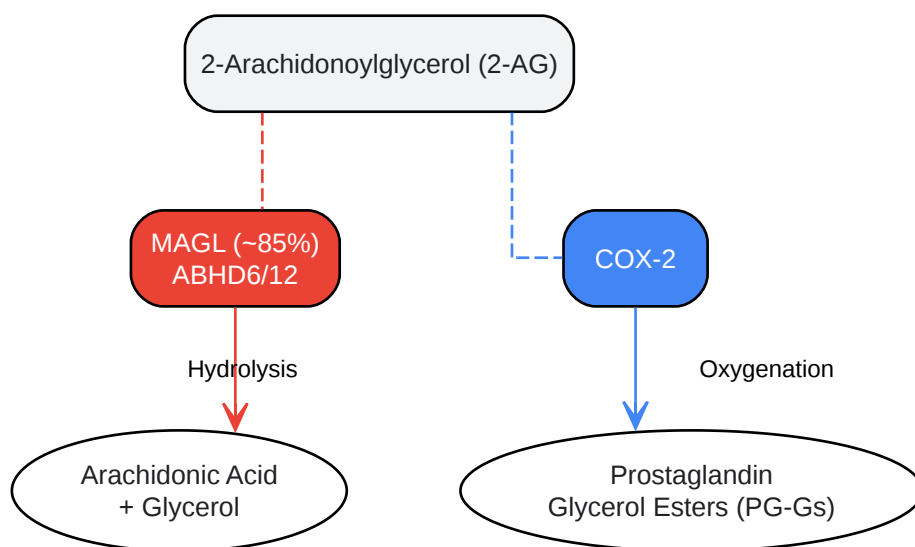 2-Arachidonoylglycerol (2-AG)
MAGL (~85%)
ABHD6/12
COX-2
Hydrolysis
Oxygenation
Arachidonic Acid
+ Glycerol
Prostaglandin
Glycerol Esters (PG-Gs)